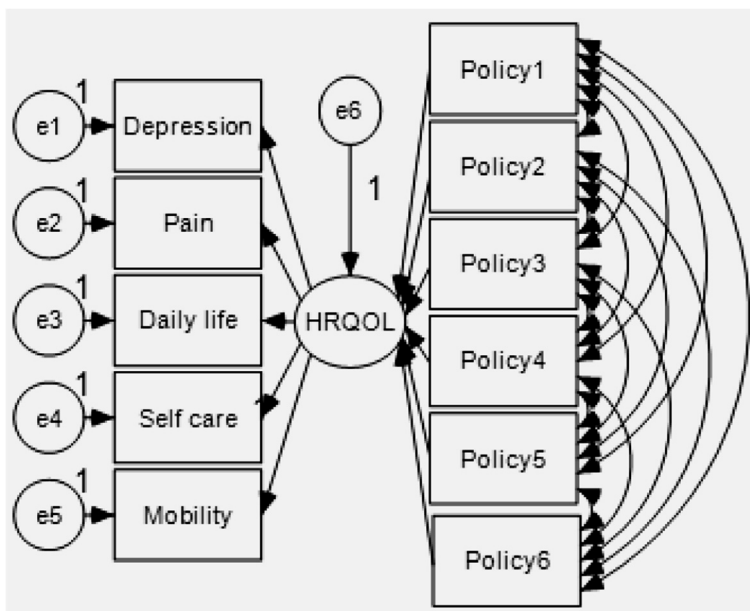 1
e1
Depression
1
e2
Pain
1
e3
Daily life
1
e4
Self care
1
e5
Mobility
e6
1
HRQOL
Policy1
Policy2
Policy3
Policy4
Policy5
Policy6